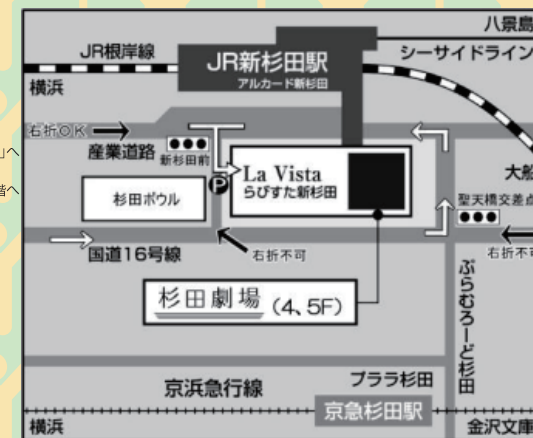 八景島
JR根岸線
JR新杉田駅
アルカード新杉田
シーサイドライン
横浜
右折OK
」へ
産業道路
新杉田前
大船
階へ
La Vista
らびすた新杉田
P
杉田ボウル
聖天橋交差点
国道16号線
右折不可
右折不可
杉田劇場 (4、5F)
ぷらむろーど杉田
プララ杉田
京浜急行線
京急杉田駅
横浜
金沢文庫